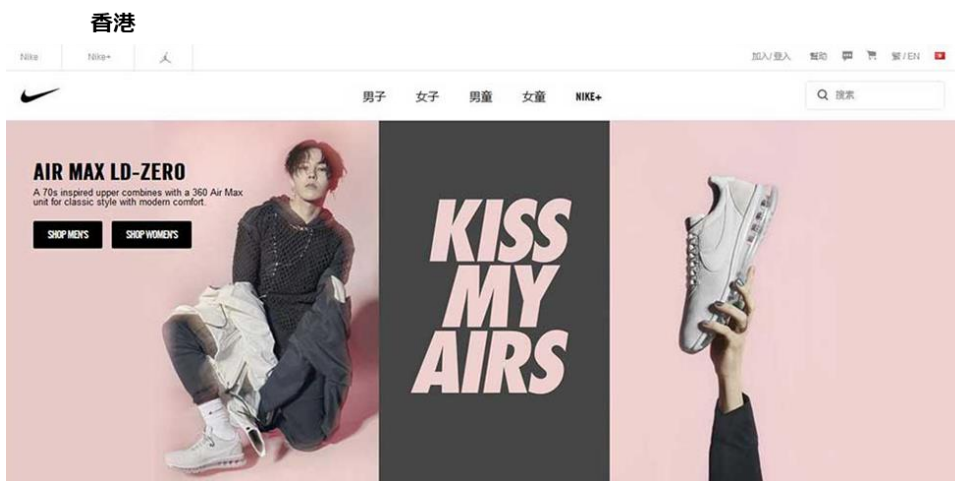 香港
Nike
Nike+
加入/登入 幫助 繁/EN
男子 女子 男童 女童 NIKE+
搜索
AIR MAX LD-ZERO
A 70s inspired upper combines with a 360 Air Max
unit for classic style with modern comfort.
SHOP MEN'S SHOP WOMEN'S
KISS
MY
AIRS